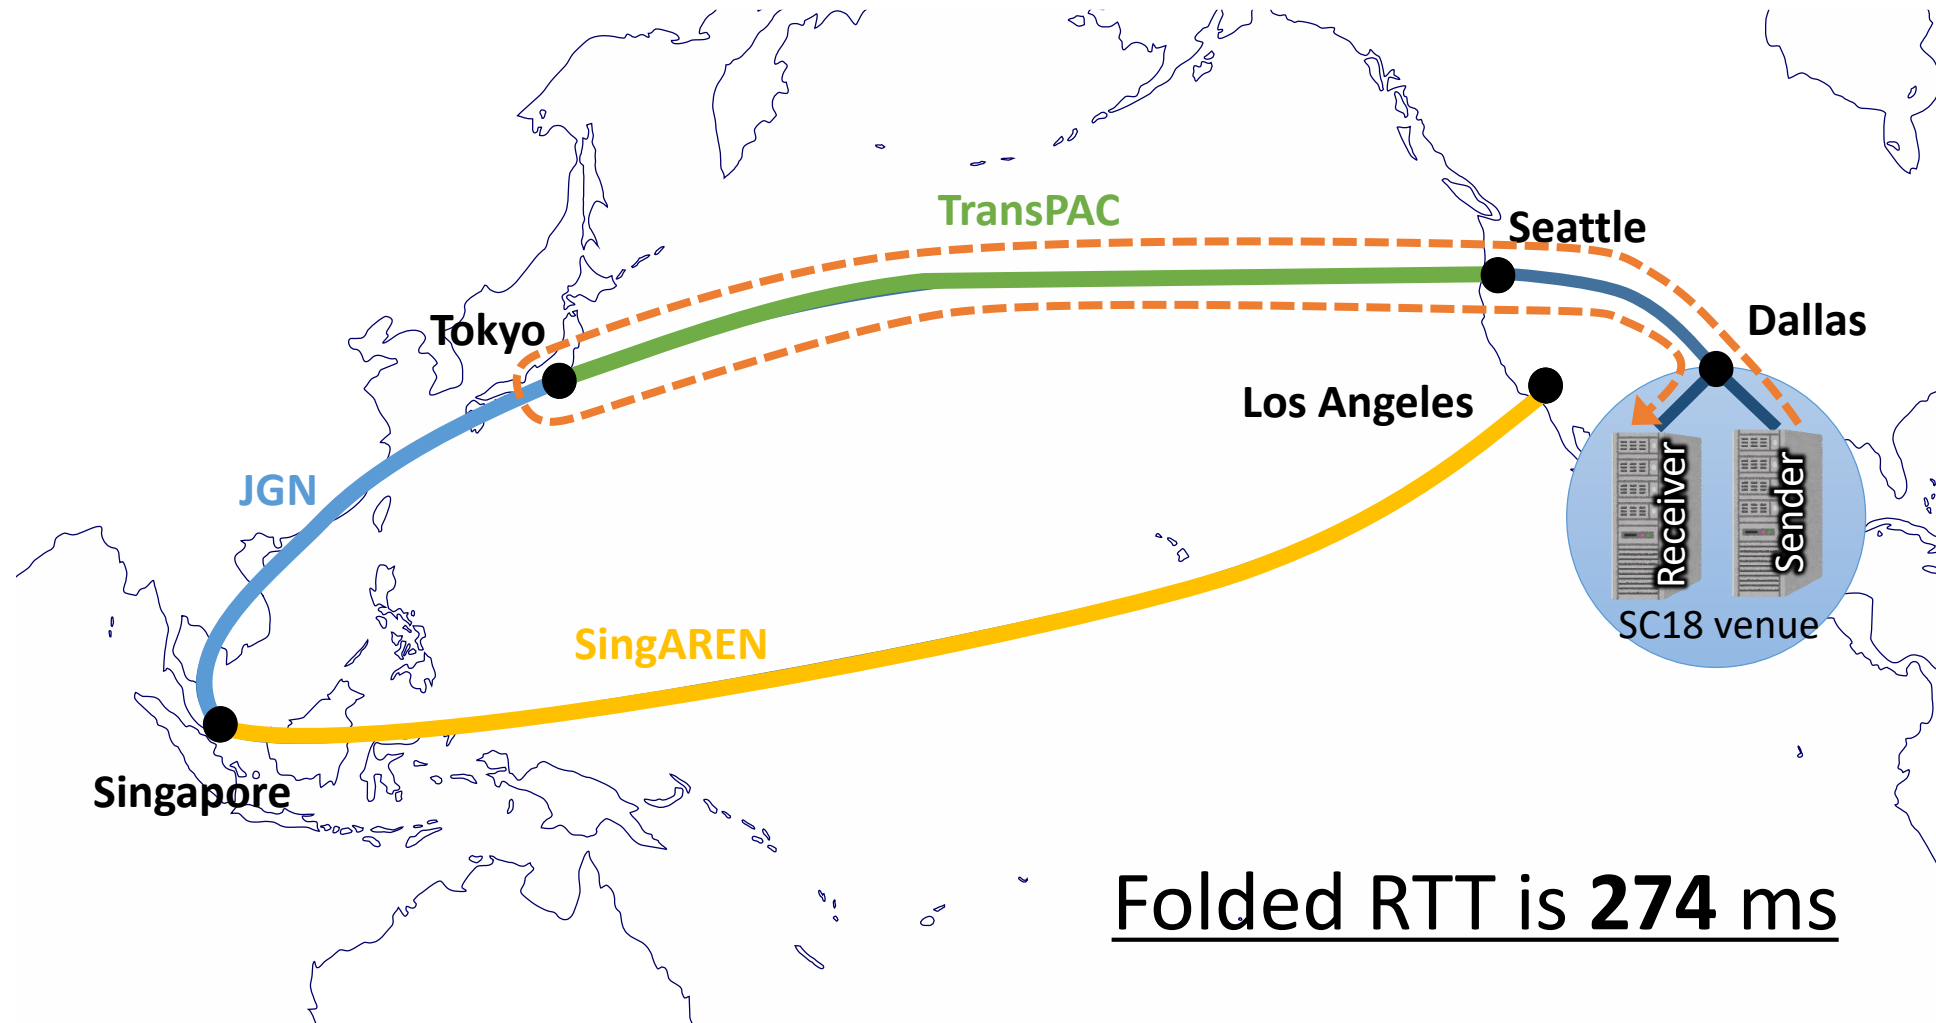 TransPAC
Seattle
Tokyo
Dallas
Los Angeles
JGN
Receiver
Sender
SC18 venue
SingAREN
Singapore
Folded RTT is 274 ms